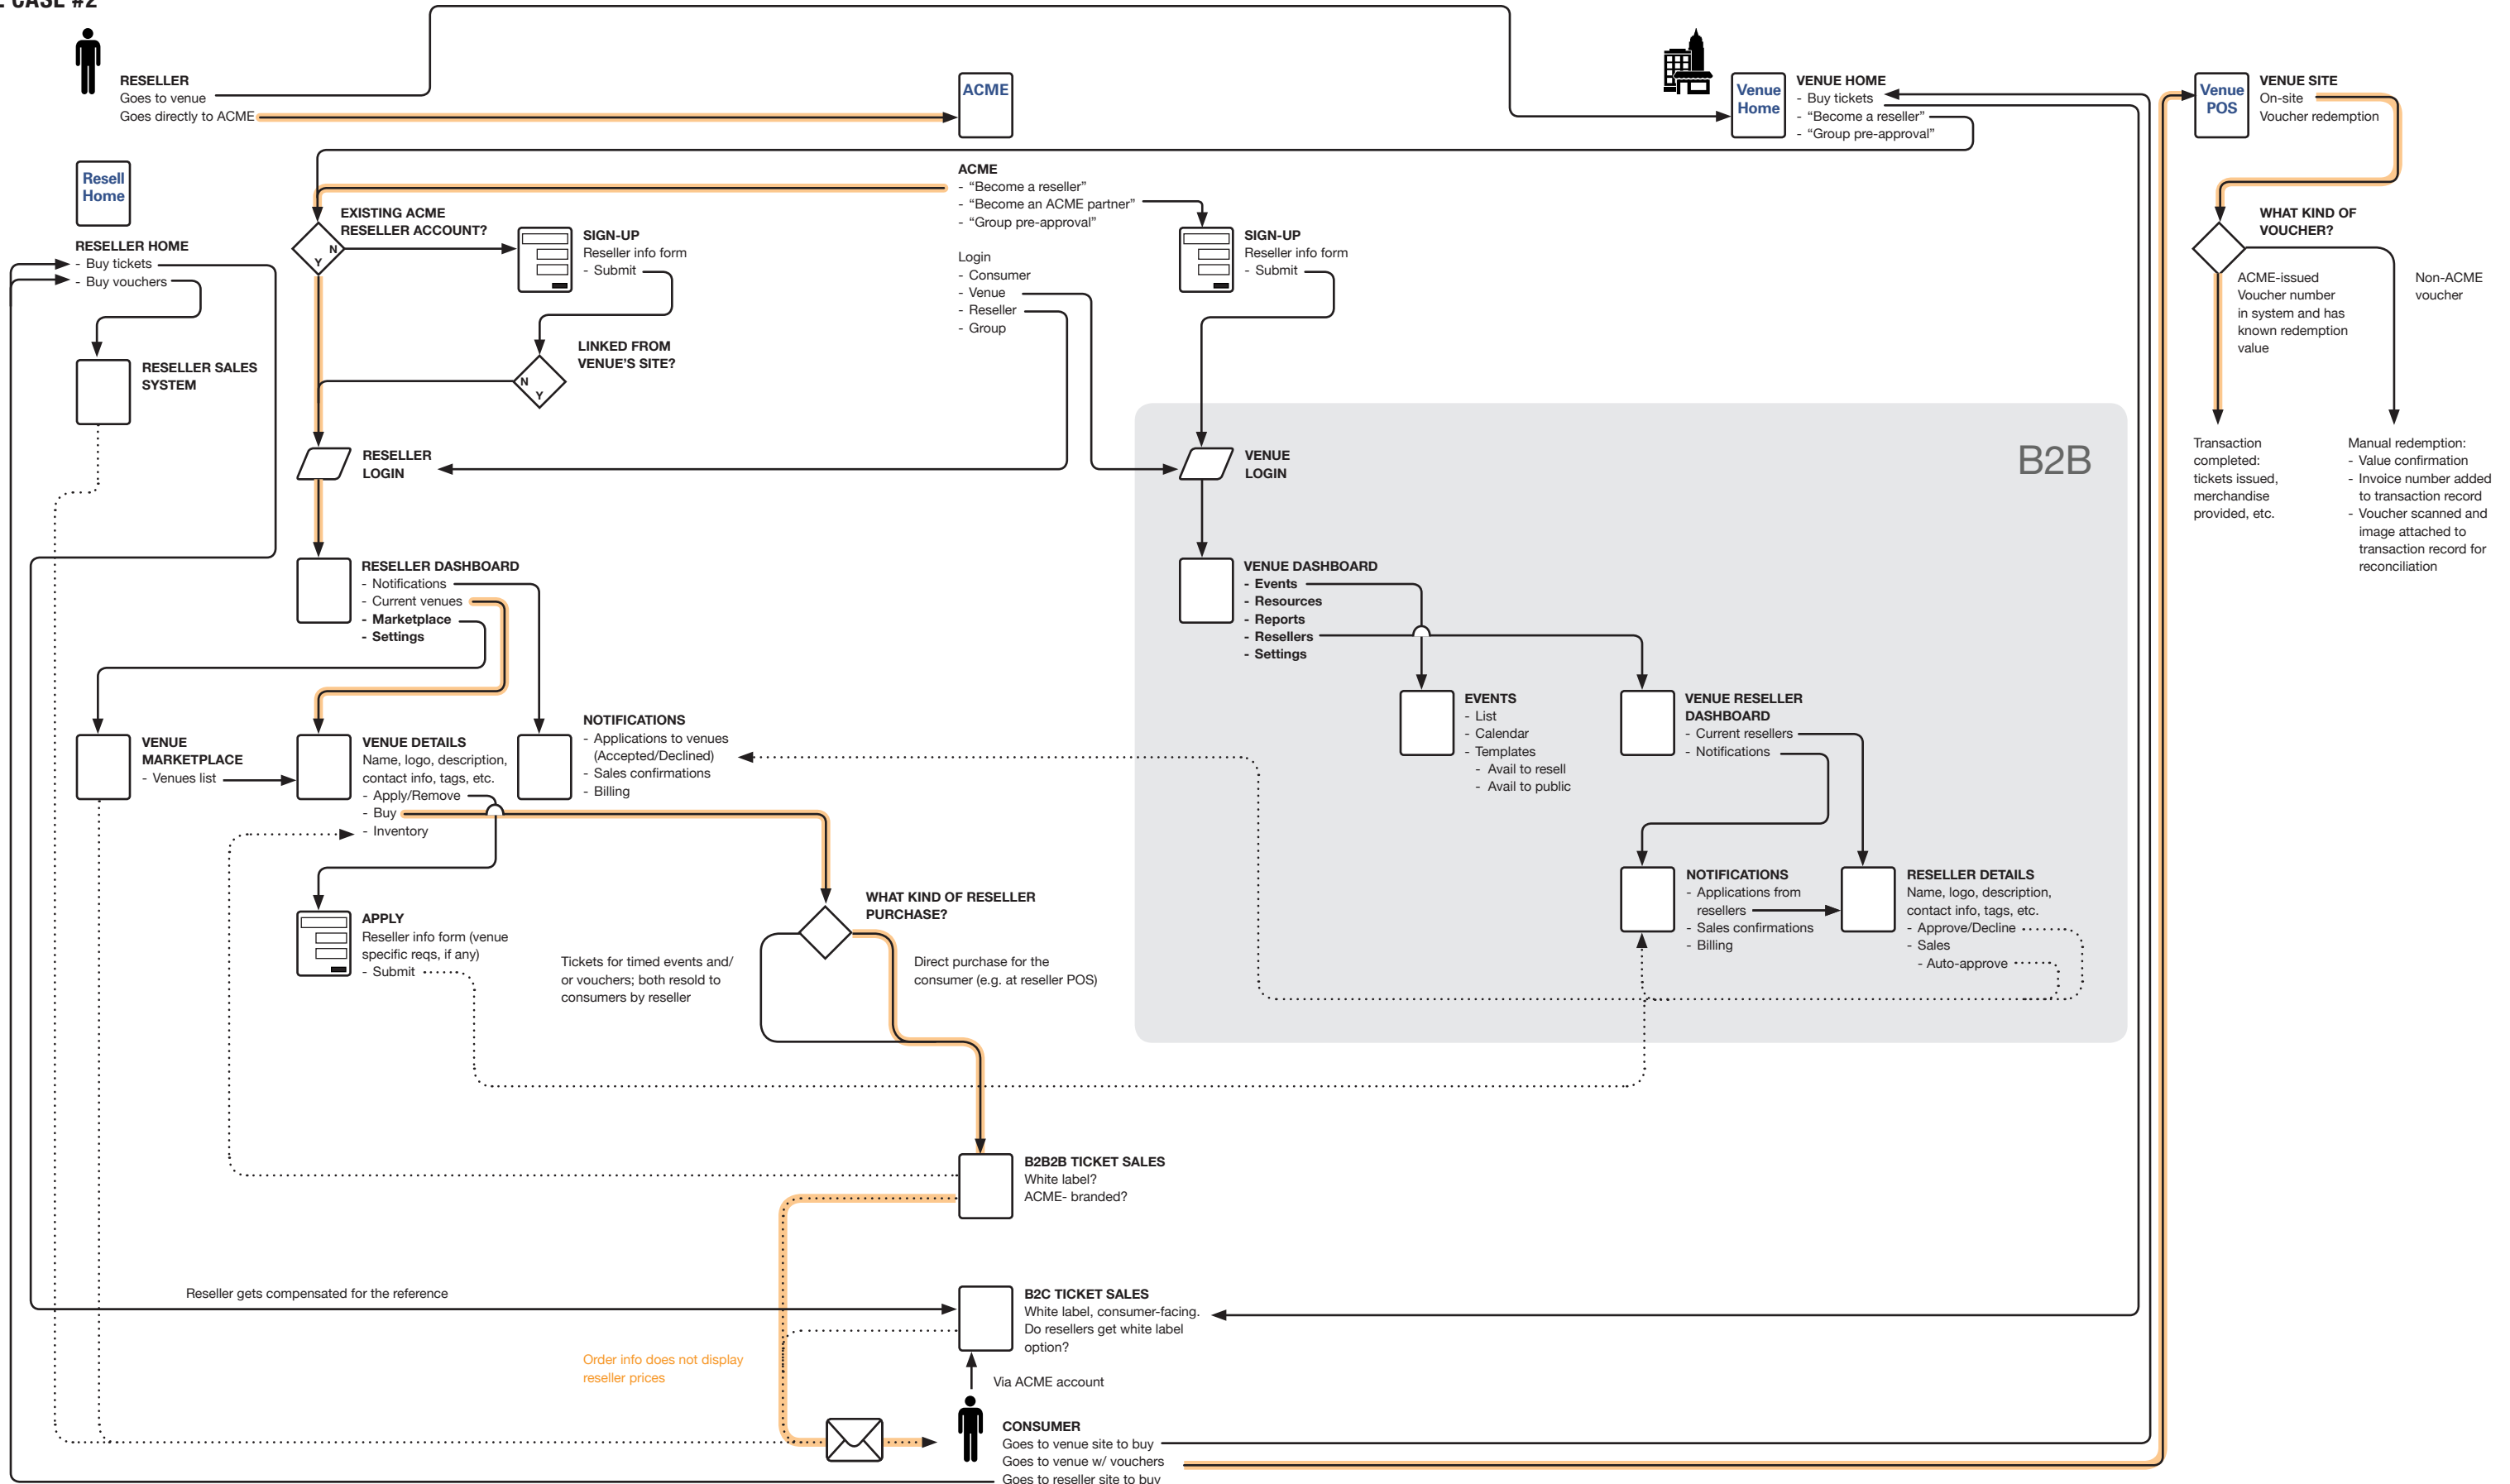 CASE #2
RESELLER
Goes to venue
Goes directly to ACME
ACME
Venue
Home
VENUE HOME
- Buy tickets
- “Become a reseller”
- “Group pre-approval”
Venue
POS
VENUE SITE
On-site
Voucher redemption
Resell
Home
RESELLER HOME
- Buy tickets
- Buy vouchers
RESELLER SALES
SYSTEM
EXISTING ACME
RESELLER ACCOUNT?
N
Y
SIGN-UP
Reseller info form
- Submit
LINKED FROM
VENUE’S SITE?
N
Y
ACME
- “Become a reseller”
- “Become an ACME partner”
- “Group pre-approval”
Login
- Consumer
- Venue
- Reseller
- Group
SIGN-UP
Reseller info form
- Submit
WHAT KIND OF
VOUCHER?
ACME-issued
Voucher number
in system and has
known redemption
value
Non-ACME
voucher
Transaction
completed:
tickets issued,
merchandise
provided, etc.
Manual redemption:
- Value confirmation
- Invoice number added
to transaction record
- Voucher scanned and
image attached to
transaction record for
reconciliation
RESELLER
LOGIN
VENUE
LOGIN
B2B
RESELLER DASHBOARD
- Notifications
- Current venues
- Marketplace
- Settings
VENUE DASHBOARD
- Events
- Resources
- Reports
- Resellers
- Settings
VENUE
MARKETPLACE
- Venues list
VENUE DETAILS
Name, logo, description,
contact info, tags, etc.
- Apply/Remove
- Buy
- Inventory
NOTIFICATIONS
- Applications to venues
(Accepted/Declined)
- Sales confirmations
- Billing
EVENTS
- List
- Calendar
- Templates
- Avail to resell
- Avail to public
VENUE RESELLER
DASHBOARD
- Current resellers
- Notifications
APPLY
Reseller info form (venue
specific reqs, if any)
- Submit
WHAT KIND OF RESELLER
PURCHASE?
Tickets for timed events and/
or vouchers; both resold to
consumers by reseller
Direct purchase for the
consumer (e.g. at reseller POS)
NOTIFICATIONS
- Applications from
resellers
- Sales confirmations
- Billing
RESELLER DETAILS
Name, logo, description,
contact info, tags, etc.
- Approve/Decline
- Sales
- Auto-approve
B2B2B TICKET SALES
White label?
ACME- branded?
Reseller gets compensated for the reference
B2C TICKET SALES
White label, consumer-facing.
Do resellers get white label
option?
Order info does not display
reseller prices
Via ACME account
CONSUMER
Goes to venue site to buy
Goes to venue w/ vouchers
Goes to reseller site to buy